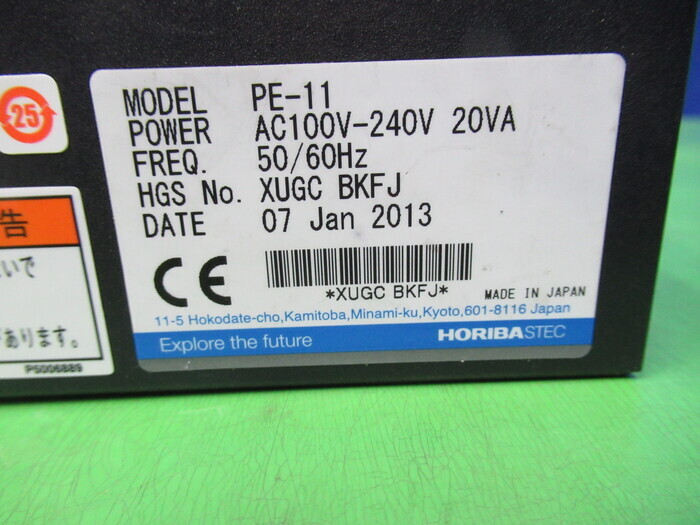 MODEL PE-11
POWER AC100V-240V 20VA
FREQ. 50/60Hz
HGS No. XUGC BKFJ
DATE 07 Jan 2013
25
告
いで
があります。
P5006889
CE
*XUGC BKFJ*
MADE IN JAPAN
11-5 Hokodate-cho,Kamitoba,Minami-ku,Kyoto,601-8116 Japan
Explore the future
HORIBASTEC